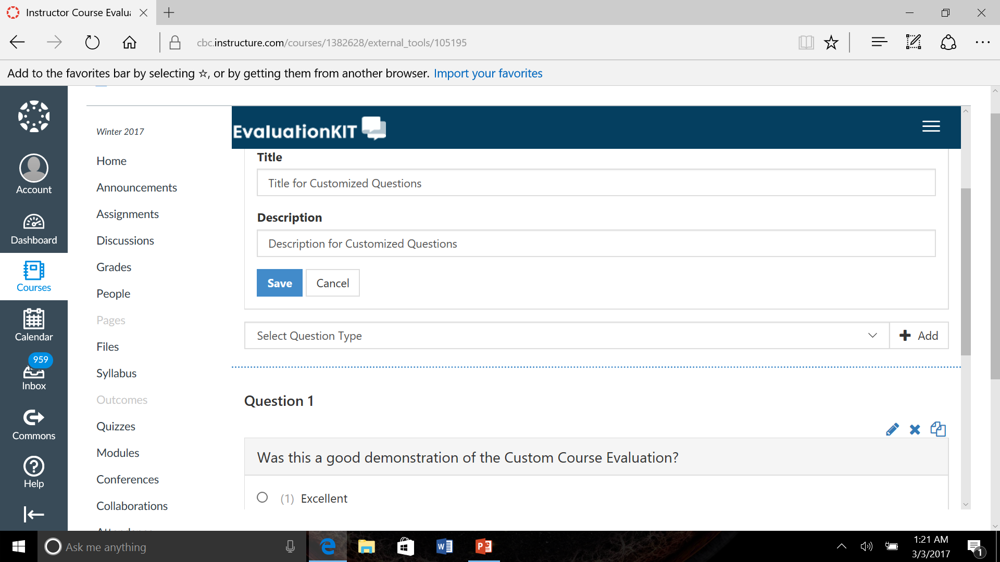 Instructor Course Evalu
cbc.instructure.com/courses/1382628/external_tools/105195
Add to the favorites bar by selecting ☆, or by getting them from another browser. Import your favorites
Account
Dashboard
Courses
Calendar
959
Inbox
Commons
Help
Winter 2017
Home
Announcements
Assignments
Discussions
Grades
People
Pages
Files
Syllabus
Outcomes
Quizzes
Modules
Conferences
Collaborations
EvaluationKIT
Title
Title for Customized Questions
Description
Description for Customized Questions
Save Cancel
Select Question Type Add
Question 1
Was this a good demonstration of the Custom Course Evaluation?
(1) Excellent
Ask me anything
1:21 AM
3/3/2017
1